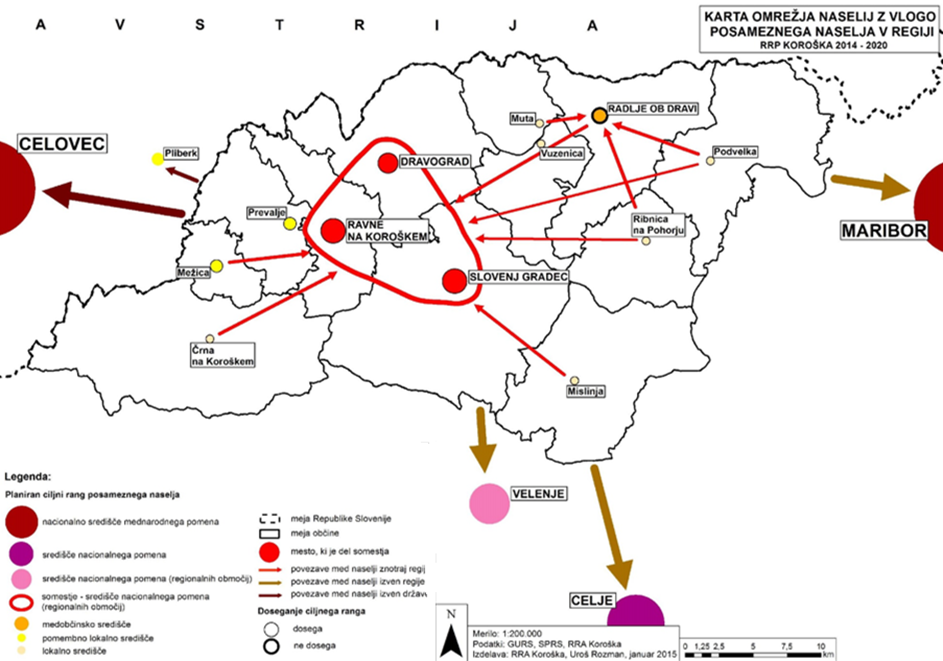 A V S T R I J A
KARTA OMREŽJA NASELIJ Z VLOGO
POSAMEZNEGA NASELJA V REGIJI
RRP KOROŠKA 2014 - 2020
RADLJE OB DRAVI
Muta
CELOVEC
Pliberk
DRAVOGRAD
Vuzenica
Podvelka
Prevalje
RAVNE
NA KOROŠKEM
Ribnica
na Pohorju
MARIBOR
Mežica
SLOVENJ GRADEC
Črna
na Koroškem
Mislinja
VELENJE
CELJE
Legenda:
Planiran ciljni rang posameznega naselja
nacionalno središče mednarodnega pomena
središče nacionalnega pomena
središče nacionalnega pomena (regionalnih območij)
somestje - središče nacionalnega pomena
(regionalnih območij)
medobčinsko središče
pomembno lokalno središče
lokalno središče
meja Republike Slovenije
meja občine
mesto, ki je del somestja
povezave med naselji znotraj regij
povezave med naselji izven regije
povezave med naselji izven držav
Doseganje ciljnega ranga
dosega
ne dosega
N
Merilo: 1:200.000
Podatki: GURS, SPRS, RRA Koroška
Izdelava: RRA Koroška, Uroš Rozman, januar 2015
0 1,25 2,5 5 7,5 10
km